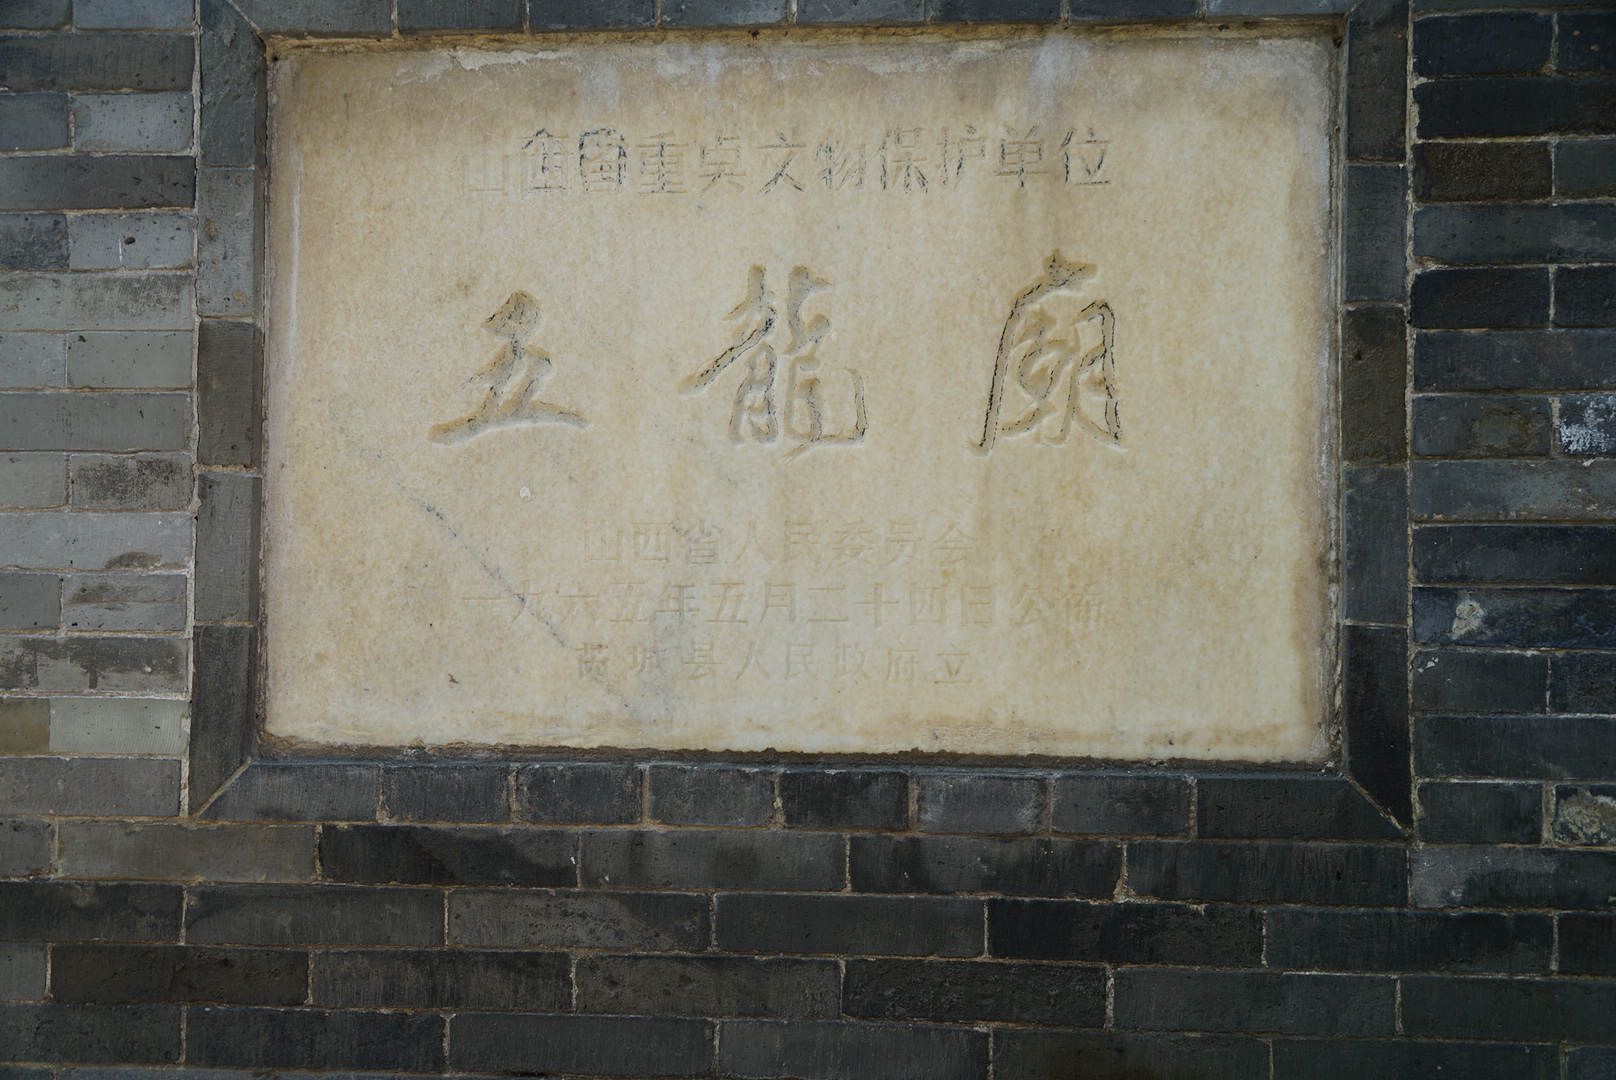 山西省重奌文物保护单位
五龍廟
山西省人民委员会
一九六五年五月二十四日公佈
芮城县人民政府立